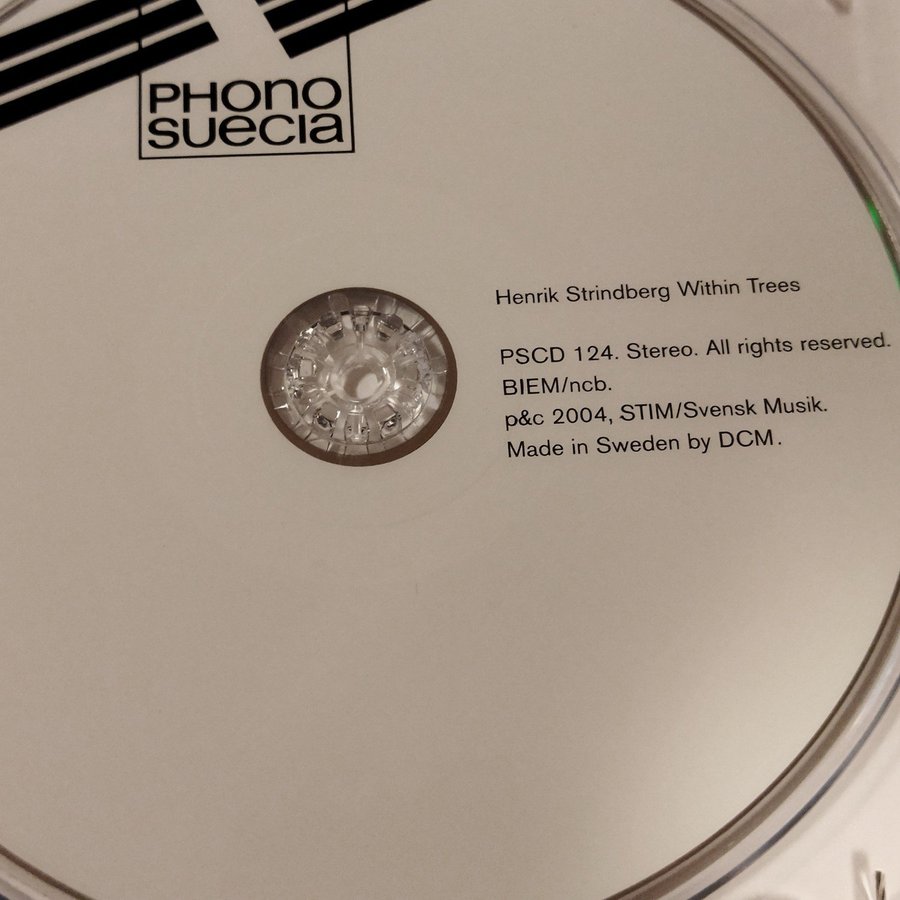 PHONO
SUECIA
Henrik Strindberg Within Trees
PSCD 124. Stereo. All rights reserved.
BIEM/ncb.
p&c 2004, STIM/Svensk Musik.
Made in Sweden by DCM.